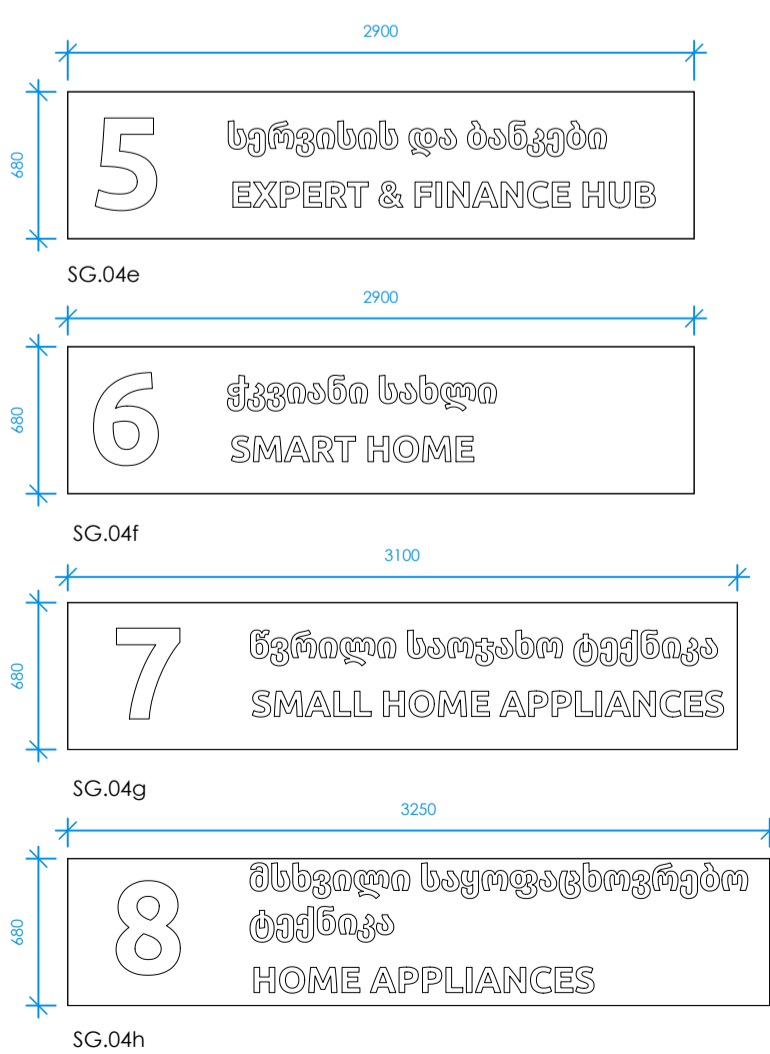 2900
680
5
სერვისის და ბანკები
EXPERT & FINANCE HUB
SG.04e
2900
680
6
ჭკვიანი სახლი
SMART HOME
SG.04f
3100
680
7
წვრილი საოჯახო ტექნიკა
SMALL HOME APPLIANCES
SG.04g
3250
680
8
მსხვილი საყოფაცხოვრებო
ტექნიკა
HOME APPLIANCES
SG.04h